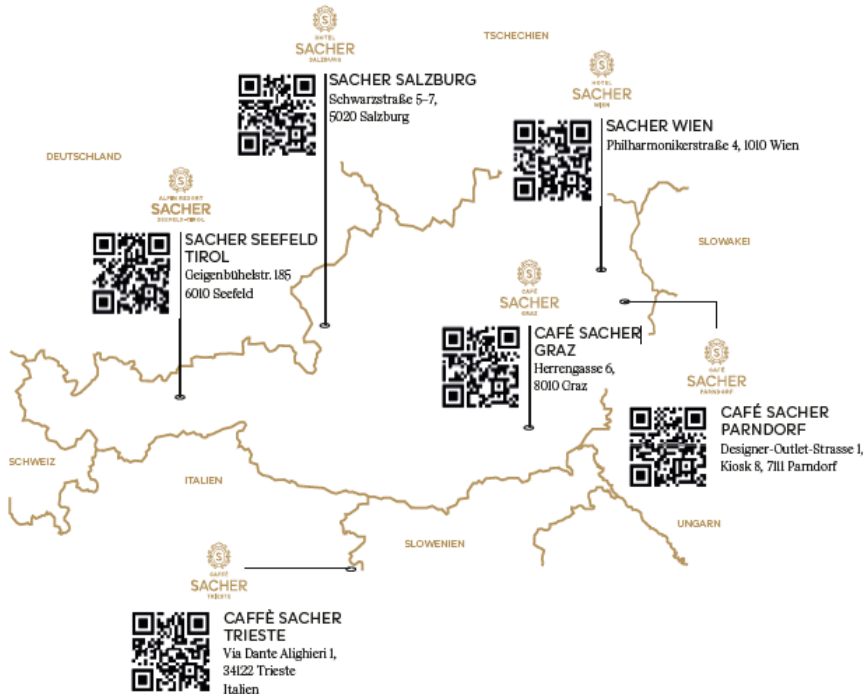 HOTEL
SACHER
SALZBURG
TSCHECHIEN
SACHER SALZBURG
Schwarzstraße 5–7,
5020 Salzburg
HOTEL
SACHER
WIEN
SACHER WIEN
Philharmonikerstraße 4, 1010 Wien
DEUTSCHLAND
ALPIN RESORT
SACHER
SEEFELD-TIROL
SACHER SEEFELD
TIROL
Geigenbühelstr. 185
6010 Seefeld
SLOWAKEI
CAFÉ
SACHER
GRAZ
CAFÉ SACHER
GRAZ
Herrengasse 6,
8010 Graz
CAFÉ
SACHER
PARNDORF
CAFÉ SACHER
PARNDORF
Designer-Outlet-Strasse 1,
Kiosk 8, 7111 Parndorf
SCHWEIZ
ITALIEN
SLOWENIEN
UNGARN
CAFFÈ
SACHER
TRIESTE
CAFFÈ SACHER
TRIESTE
Via Dante Alighieri 1,
34122 Trieste
Italien